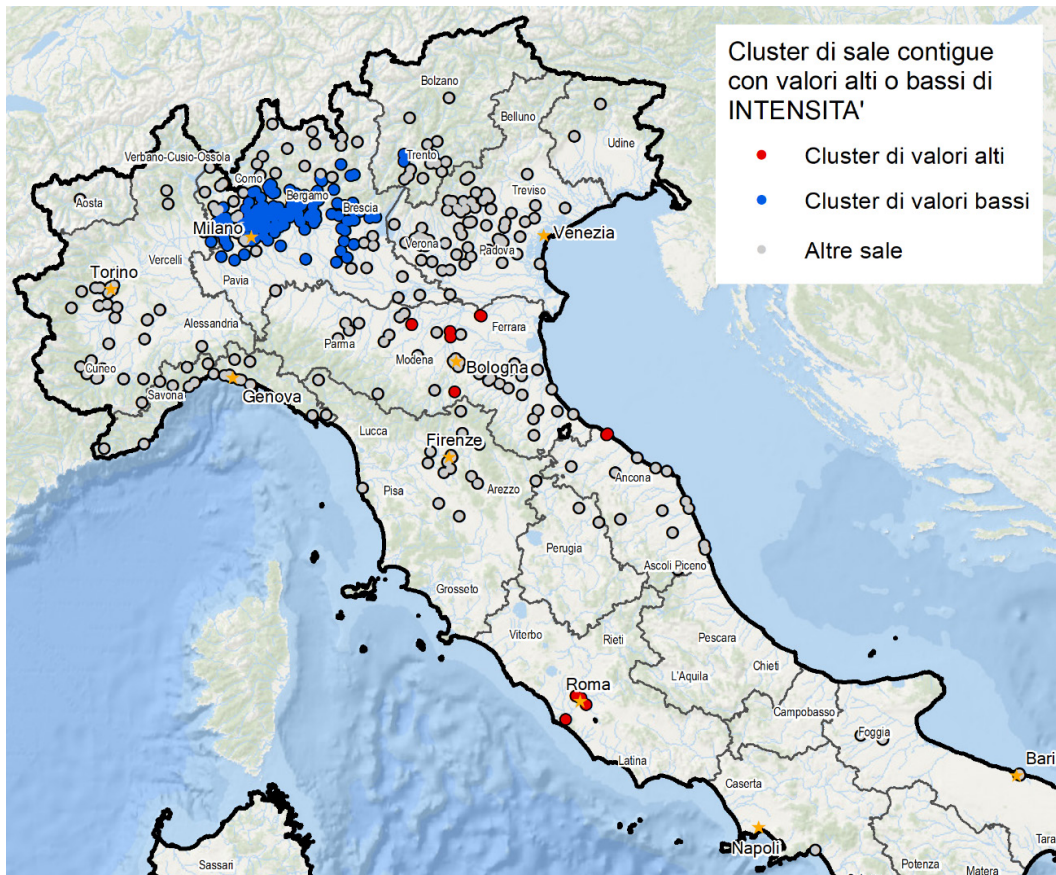 Cluster di sale contigue
con valori alti o bassi di
INTENSITA'
Cluster di valori alti
Cluster di valori bassi
Altre sale
Bolzano
Belluno
Udine
Verbano-Cusio-Ossola
Trento
Como
Aosta
Bergamo
Treviso
Brescia
Milano
Venezia
Verona
Padova
Vercelli
Torino
Pavia
Alessandria
Ferrara
Parma
Modena
Bologna
Cuneo
Savona
Genova
Lucca
Firenze
Pisa
Arezzo
Ancona
Perugia
Ascoli Piceno
Grosseto
Viterbo
Rieti
Pescara
L'Aquila
Chieti
Roma
Campobasso
Foggia
Latina
Bari
Caserta
Napoli
Tara
Sassari
Potenza
Matera